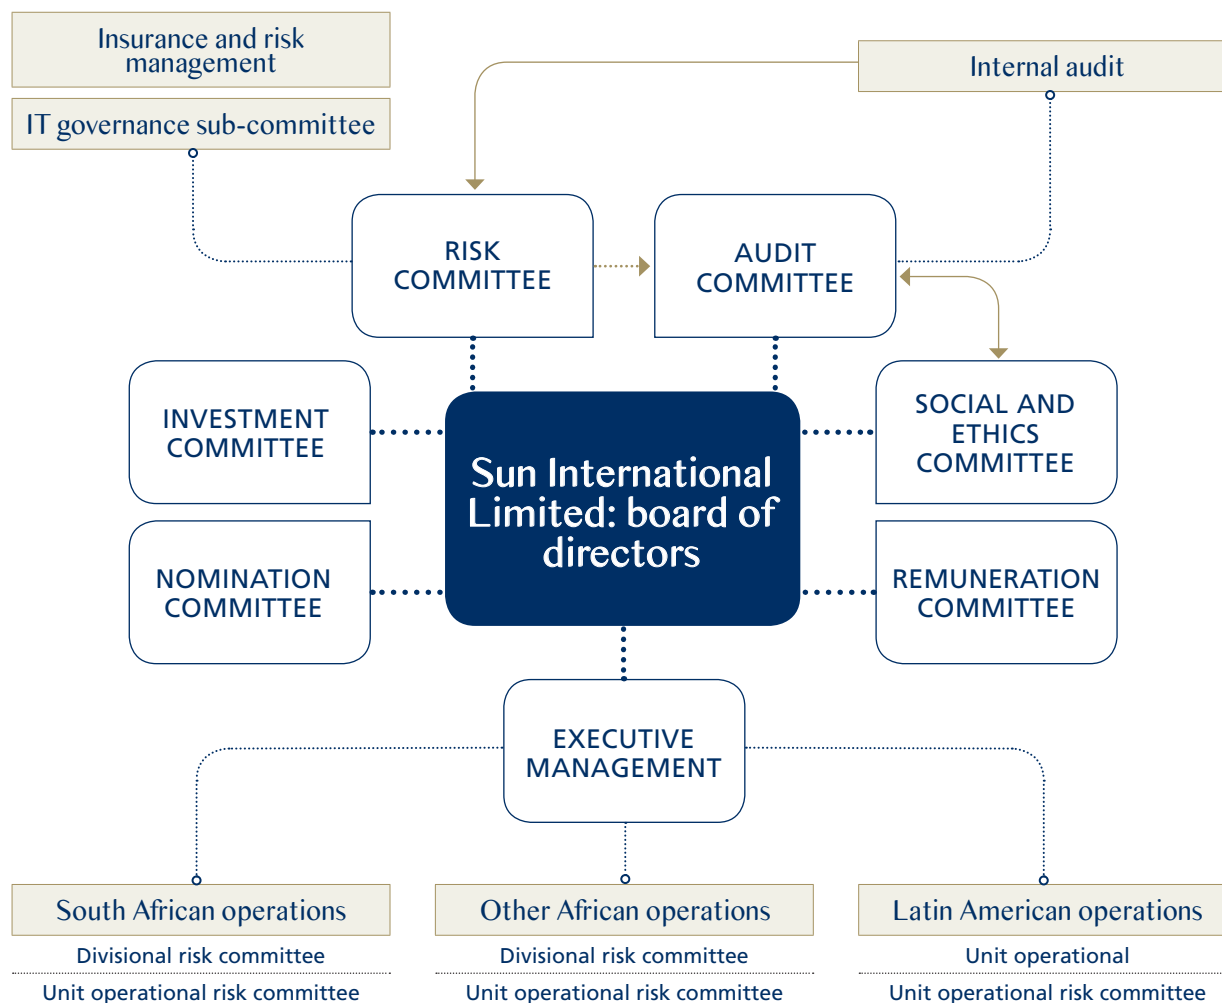 Insurance and risk
management
Internal audit
IT governance sub-committee
RISK
COMMITTEE
AUDIT
COMMITTEE
INVESTMENT
COMMITTEE
SOCIAL AND
ETHICS
COMMITTEE
Sun International
Limited: board of
directors
NOMINATION
COMMITTEE
REMUNERATION
COMMITTEE
EXECUTIVE
MANAGEMENT
South African operations
Divisional risk committee
Unit operational risk committee
Other African operations
Divisional risk committee
Unit operational risk committee
Latin American operations
Unit operational
Unit operational risk committee